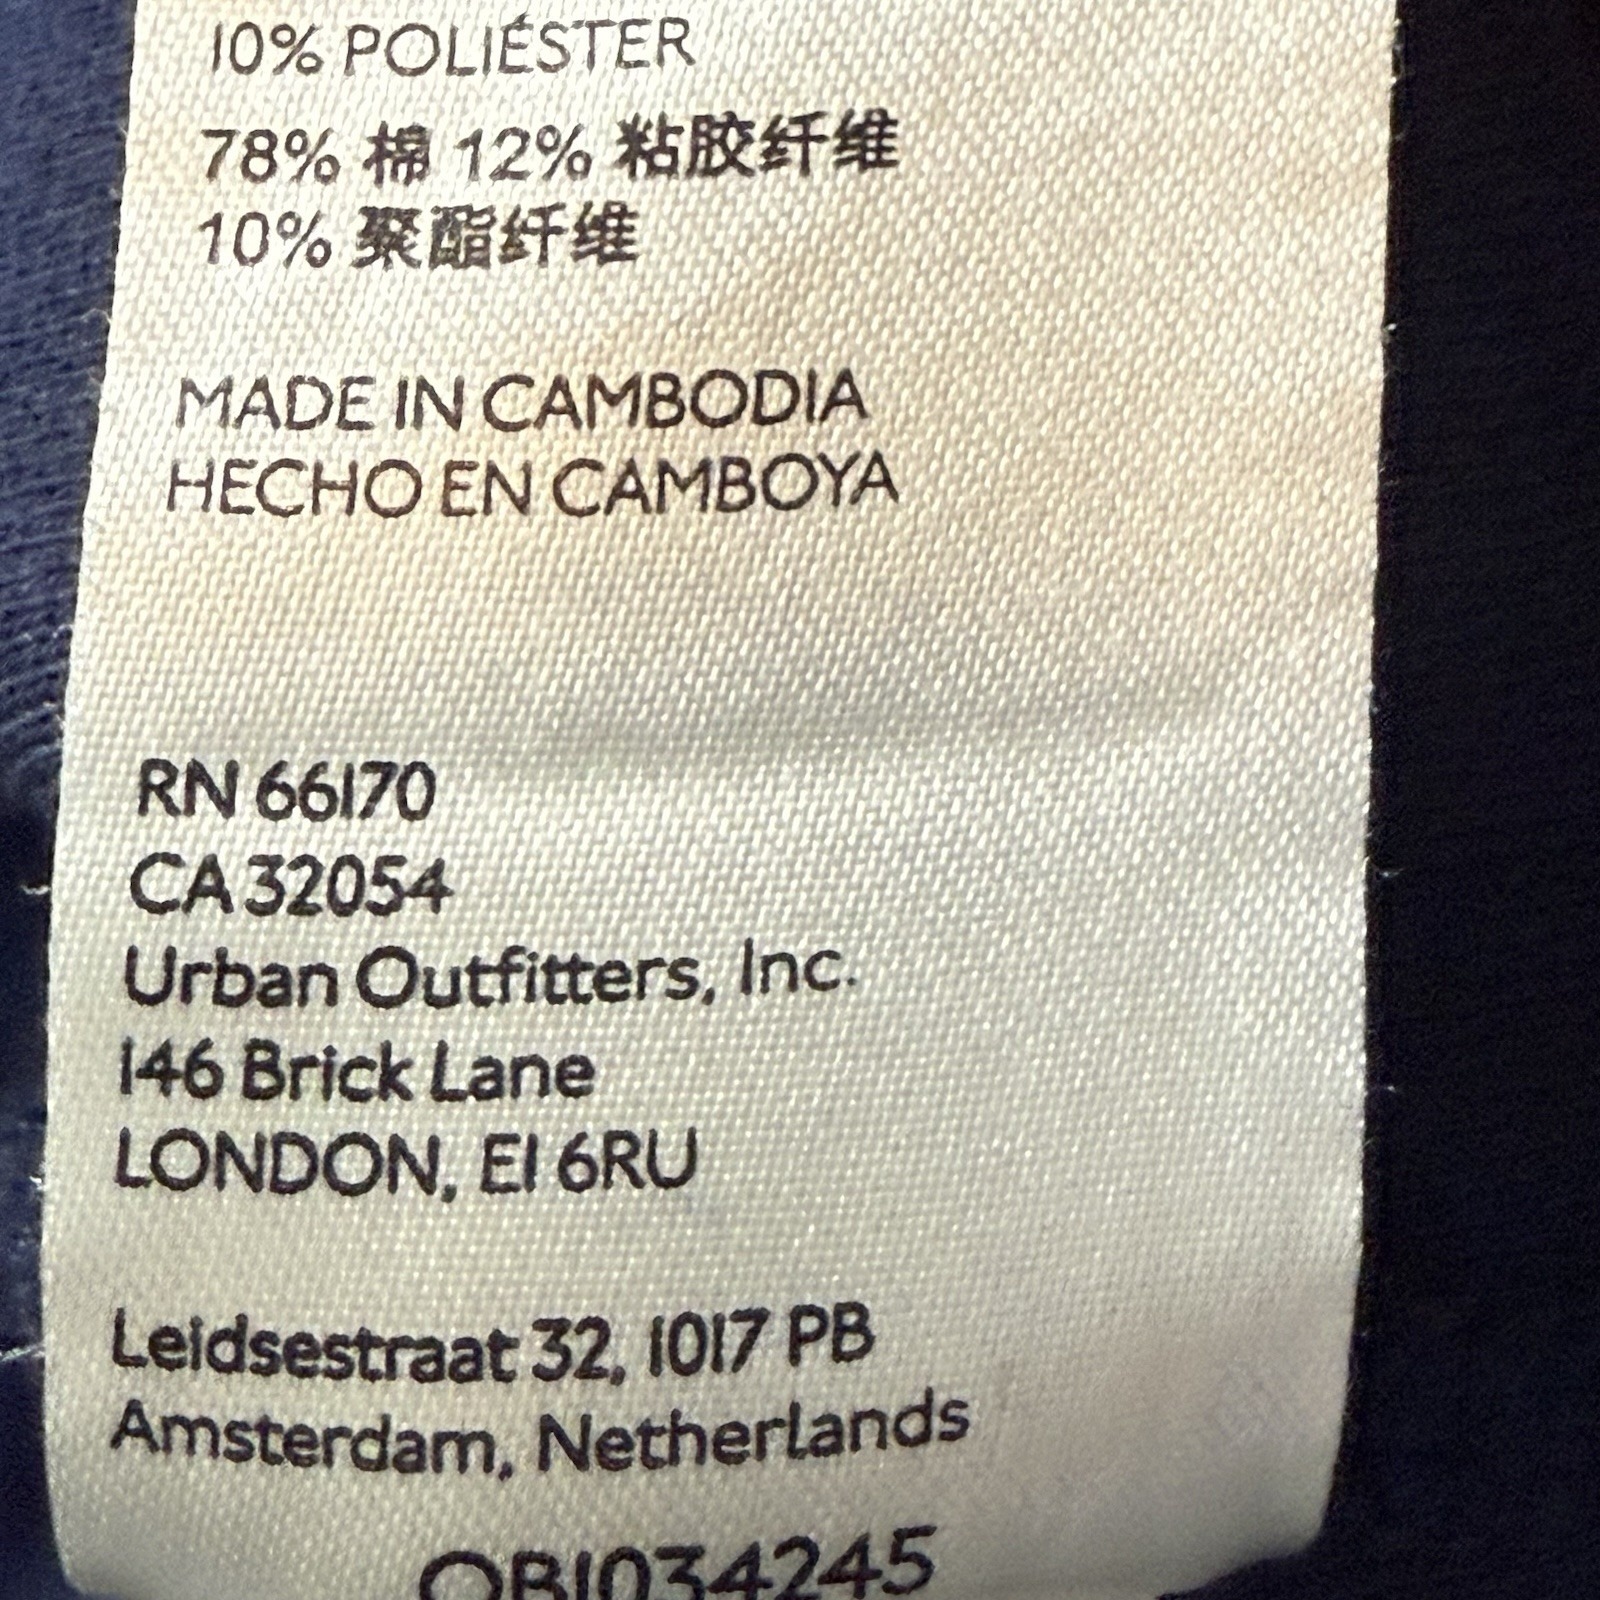 10% POLIÉSTER
78% 棉 12% 粘胶纤维
10% 聚酯纤维
MADE IN CAMBODIA
HECHO EN CAMBOYA
RN 66170
CA 32054
Urban Outfitters, Inc.
146 Brick Lane
LONDON, E1 6RU
Leidsestraat 32, 1017 PB
Amsterdam, Netherlands
OB1034245